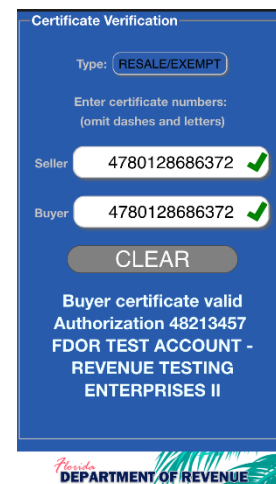 Certificate Verification
Type: RESALE/EXEMPT
Enter certificate numbers:
(omit dashes and letters)
Seller 4780128686372
Buyer 4780128686372
CLEAR
Buyer certificate valid
Authorization 48213457
FDOR TEST ACCOUNT -
REVENUE TESTING
ENTERPRISES II
Florida
DEPARTMENT OF REVENUE